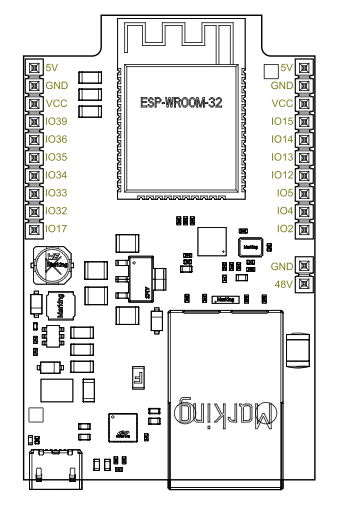 5V 5V
GND GND
ESP-WROOM-32
VCC VCC
IO39 IO15
IO36 IO14
IO35 IO13
IO34 IO12
IO33 IO5
IO32 IO4
IO17 IO2
Marking
GND
48V
SRV
Marking
Marking
F
Marking